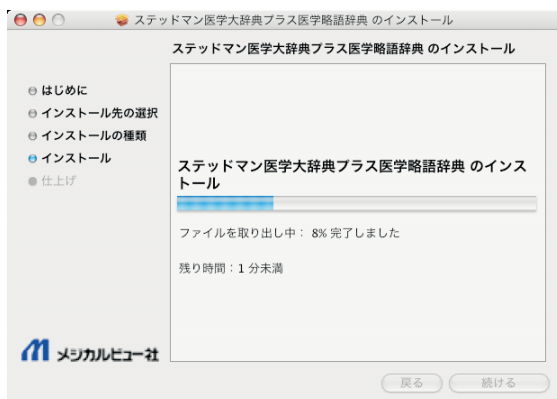 ステッドマン医学大辞典プラス医学略語辞典 のインストール
ステッドマン医学大辞典プラス医学略語辞典 のインストール
はじめに
インストール先の選択
インストールの種類
インストール
仕上げ
ステッドマン医学大辞典プラス医学略語辞典 のインス
トール
ファイルを取り出し中： 8% 完了しました
残り時間：1 分未満
メジカルビュー社
戻る
続ける